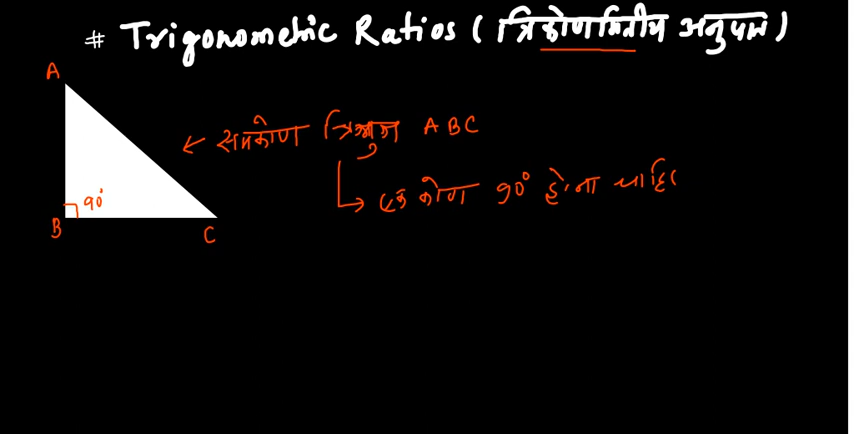 # Trigonometric Ratios ( त्रिकोणमितीय अनुपात )
A
← समकोण त्रिभुज ABC
↳ एक कोण 90° होना चाहिए
90°
B
C